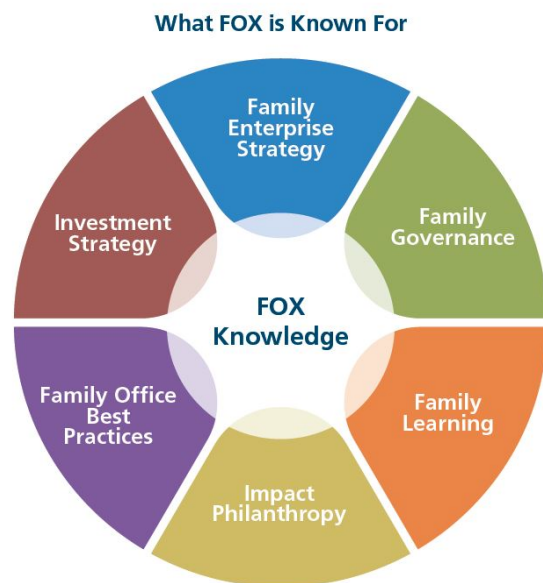 What FOX is Known For
Family
Enterprise
Strategy
Family
Governance
Family
Learning
Impact
Philanthropy
Family Office
Best
Practices
Investment
Strategy
FOX
Knowledge